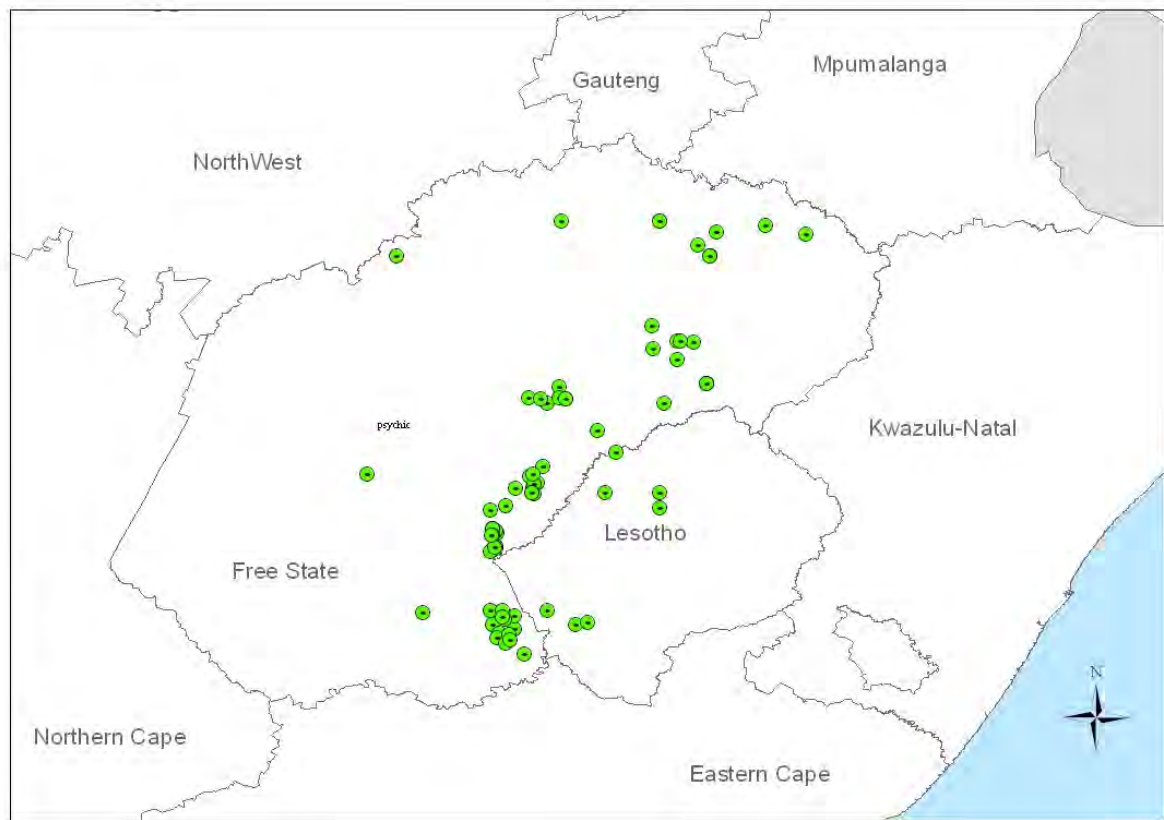 Mpumalanga
Gauteng
NorthWest
psychic
Kwazulu-Natal
Lesotho
Free State
N
Northern Cape
Eastern Cape